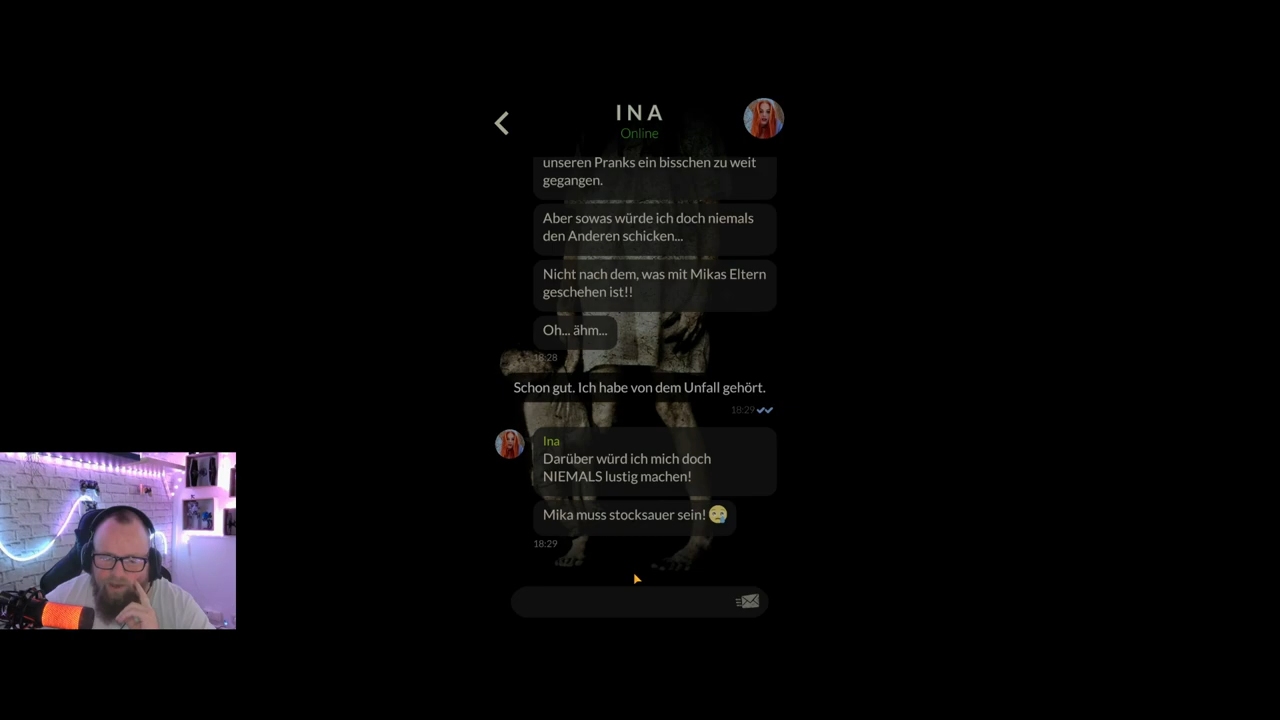 INA
Online
unseren Pranks ein bisschen zu weit
gegangen.
Aber sowas würde ich doch niemals
den Anderen schicken...
Nicht nach dem, was mit Mikas Eltern
geschehen ist!!
Oh... ähm...
18:28
Schon gut. Ich habe von dem Unfall gehört.
18:29
Ina
Darüber würd ich mich doch
NIEMALS lustig machen!
Mika muss stocksauer sein! 😢
18:29